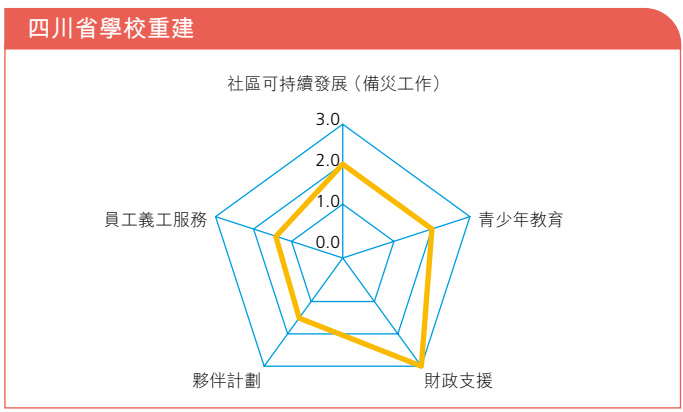 四川省學校重建
社區可持續發展（備災工作）
3.0
2.0
1.0
0.0
員工義工服務
青少年教育
夥伴計劃
財政支援